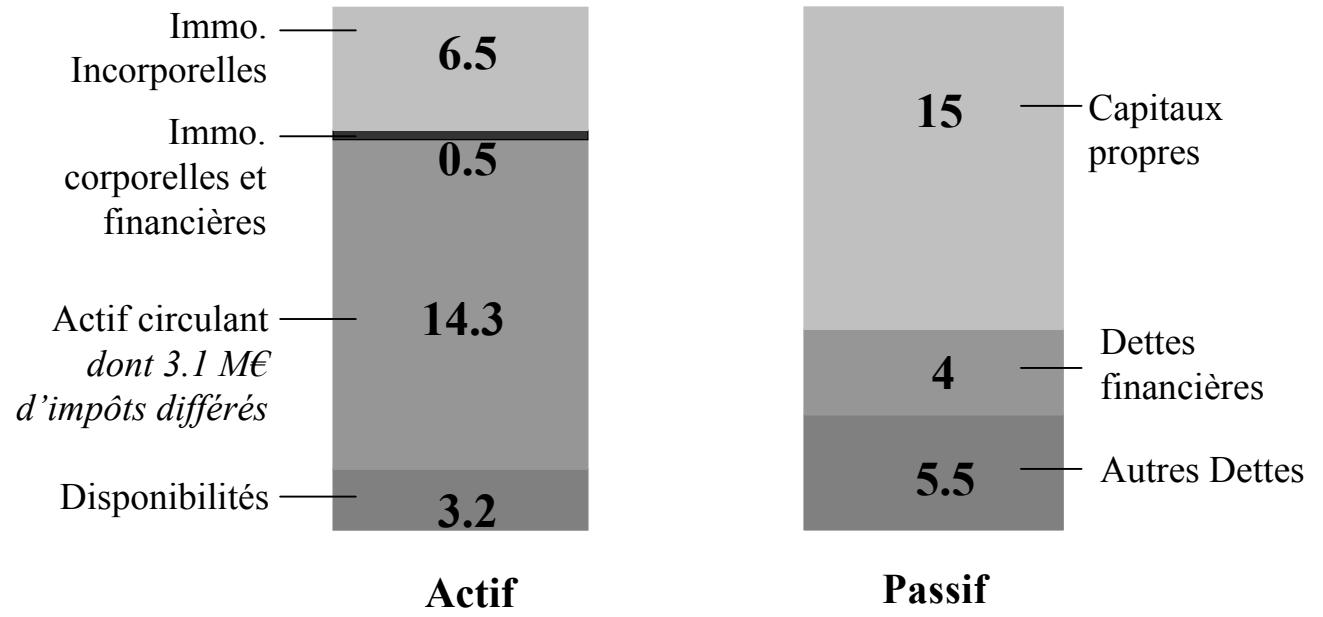 Immo.
Incorporelles
6.5
Immo.
corporelles et
financières
0.5
Actif circulant
dont 3.1 M€
d’impôts différés
14.3
Disponibilités
3.2
Actif
15
Capitaux
propres
4
Dettes
financières
5.5
Autres Dettes
Passif